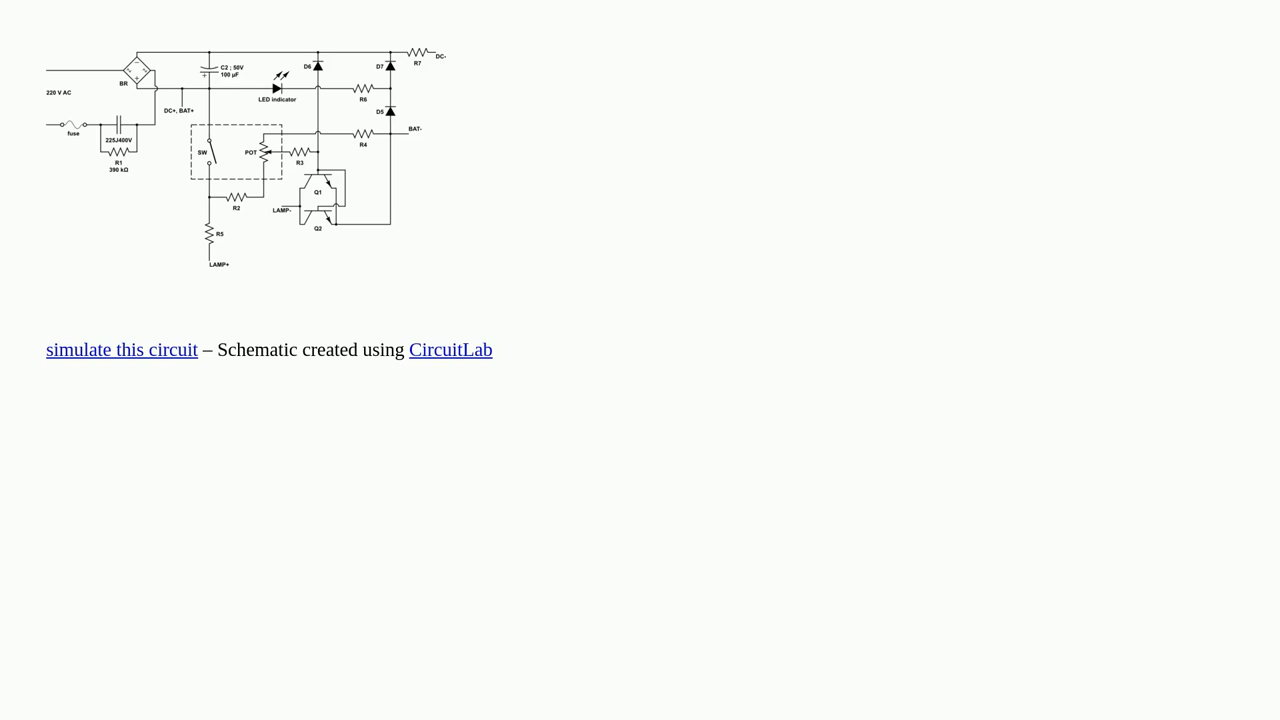 DC-
D6
D7
C2 ; 50V
100 µF
R7
BR
220 V AC
LED indicator
R6
DC+, BAT+
D5
fuse
225J400V
BAT-
R4
SW
POT
R1
390 kΩ
R3
Q1
R2
LAMP-
Q2
R5
LAMP+
simulate this circuit – Schematic created using CircuitLab